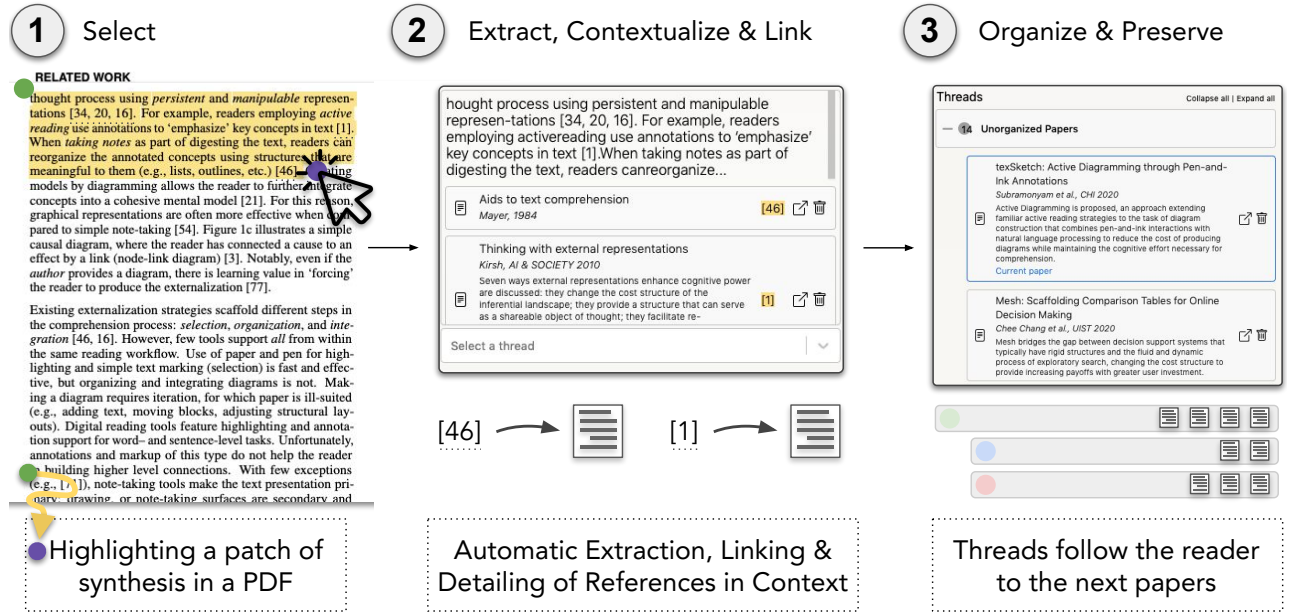 1 Select
RELATED WORK
thought process using persistent and manipulable represen-
tations [34, 20, 16]. For example, readers employing active
reading use annotations to 'emphasize' key concepts in text [1].
When taking notes as part of digesting the text, readers can
reorganize the annotated concepts using structures that are
meaningful to them (e.g., lists, outlines, etc.) [46]
models by diagramming allows the reader to further integrate
concepts into a cohesive mental model [21]. For this reason,
graphical representations are often more effective when com-
pared to simple note-taking [54]. Figure 1c illustrates a simple
causal diagram, where the reader has connected a cause to an
effect by a link (node-link diagram) [3]. Notably, even if the
author provides a diagram, there is learning value in 'forcing'
the reader to produce the externalization [77].
Existing externalization strategies scaffold different steps in
the comprehension process: selection, organization, and inte-
gration [46, 16]. However, few tools support all from within
the same reading workflow. Use of paper and pen for high-
lighting and simple text marking (selection) is fast and effec-
tive, but organizing and integrating diagrams is not. Mak-
ing a diagram requires iteration, for which paper is ill-suited
(e.g., adding text, moving blocks, adjusting structural lay-
outs). Digital reading tools feature highlighting and annota-
tion support for word– and sentence-level tasks. Unfortunately,
annotations and markup of this type do not help the reader
building higher level connections. With few exceptions
(e.g., ), note-taking tools make the text presentation pri-
mary; drawing, or note-taking surfaces are secondary and
Highlighting a patch of
synthesis in a PDF
2 Extract, Contextualize & Link
hought process using persistent and manipulable
represen-tations [34, 20, 16]. For example, readers
employing activereading use annotations to 'emphasize'
key concepts in text [1].When taking notes as part of
digesting the text, readers canreorganize...
Aids to text comprehension
Mayer, 1984
[46]
Thinking with external representations
Kirsh, AI & SOCIETY 2010
Seven ways external representations enhance cognitive power
are discussed: they change the cost structure of the
inferential landscape; they provide a structure that can serve
as a shareable object of thought; they facilitate re-
[1]
Select a thread
[46] [1]
Automatic Extraction, Linking &
Detailing of References in Context
3 Organize & Preserve
Threads Collapse all | Expand all
14 Unorganized Papers
texSketch: Active Diagramming through Pen-and-
Ink Annotations
Subramonyam et al., CHI 2020
Active Diagramming is proposed, an approach extending
familiar active reading strategies to the task of diagram
construction that combines pen-and-ink interactions with
natural language processing to reduce the cost of producing
diagrams while maintaining the cognitive effort necessary for
comprehension.
Current paper
Mesh: Scaffolding Comparison Tables for Online
Decision Making
Chee Chang et al., UIST 2020
Mesh bridges the gap between decision support systems that
typically have rigid structures and the fluid and dynamic
process of exploratory search, changing the cost structure to
provide increasing payoffs with greater user investment.
Threads follow the reader
to the next papers